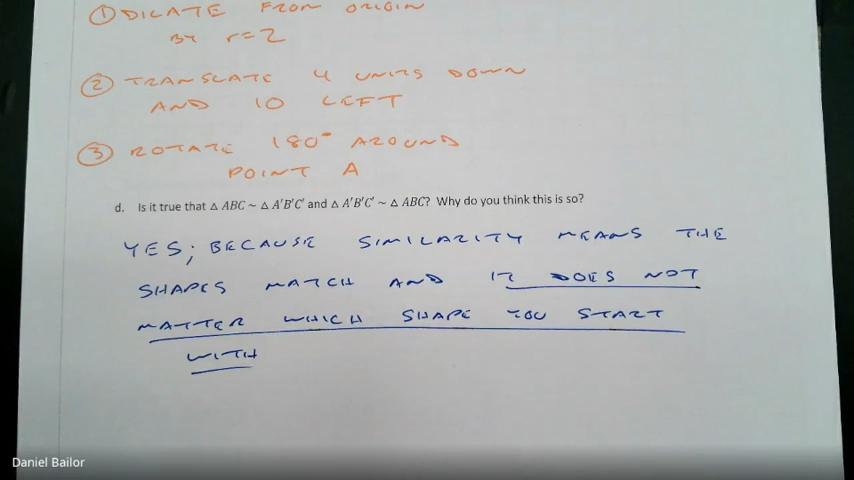 ① DILATE FROM ORIGIN
BY r=2
② TRANSLATE 4 UNITS DOWN
AND 10 LEFT
③ ROTATE 180° AROUND
POINT A
d. Is it true that △ ABC ~ △ A'B'C' and △ A'B'C' ~ △ ABC? Why do you think this is so?
YES; BECAUSE SIMILARITY MEANS THE
SHAPES MATCH AND IT DOES NOT
MATTER WHICH SHAPE YOU START
WITH
Daniel Bailor